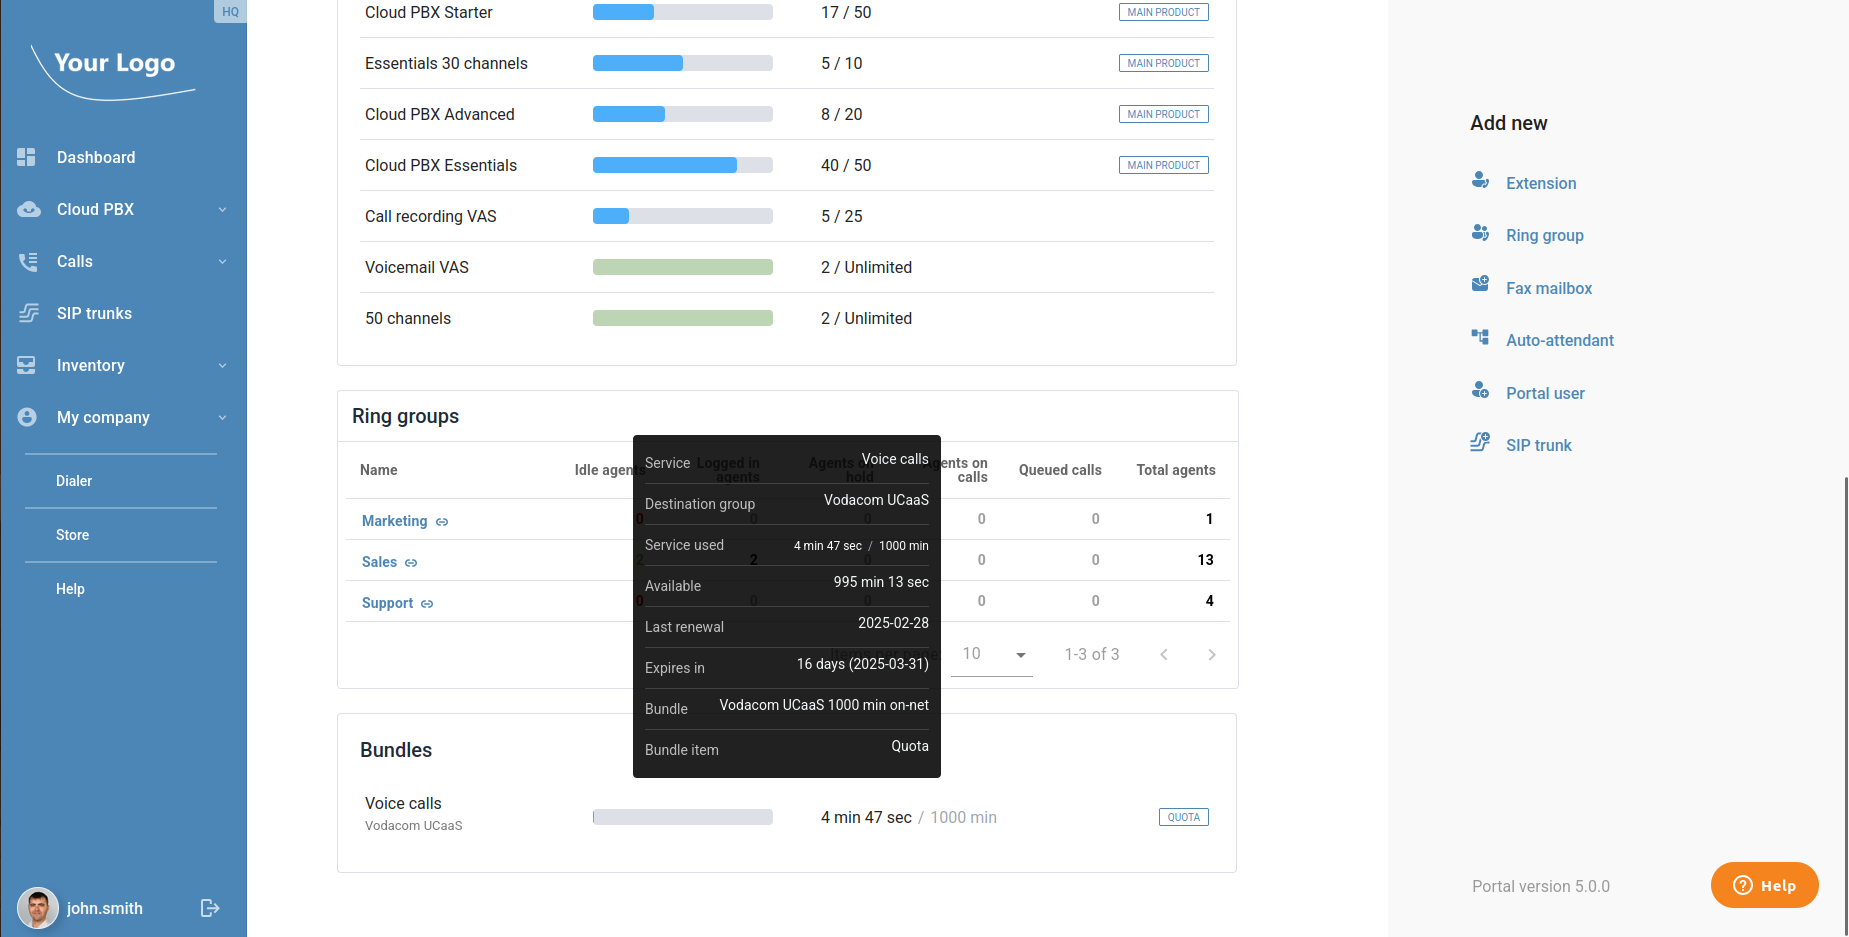 HQ
Your Logo
Dashboard
Cloud PBX
Calls
SIP trunks
Inventory
My company
Dialer
Store
Help
john.smith
Cloud PBX Starter 17 / 50 MAIN PRODUCT
Essentials 30 channels 5 / 10 MAIN PRODUCT
Cloud PBX Advanced 8 / 20 MAIN PRODUCT
Cloud PBX Essentials 40 / 50 MAIN PRODUCT
Call recording VAS 5 / 25
Voicemail VAS 2 / Unlimited
50 channels 2 / Unlimited
Ring groups
Name Idle agents Logged in agents Agents on hold Agents on calls Queued calls Total agents
Marketing 0 0 0 0 0 1
Sales 2 2 0 0 0 13
Support 0 0 0 0 0 4
Items per page: 10 1-3 of 3
Service Voice calls
Destination group Vodacom UCaaS
Service used 4 min 47 sec / 1000 min
Available 995 min 13 sec
Last renewal 2025-02-28
Expires in 16 days (2025-03-31)
Bundle Vodacom UCaaS 1000 min on-net
Bundle item Quota
Bundles
Voice calls
Vodacom UCaaS
4 min 47 sec / 1000 min QUOTA
Add new
Extension
Ring group
Fax mailbox
Auto-attendant
Portal user
SIP trunk
Portal version 5.0.0
Help